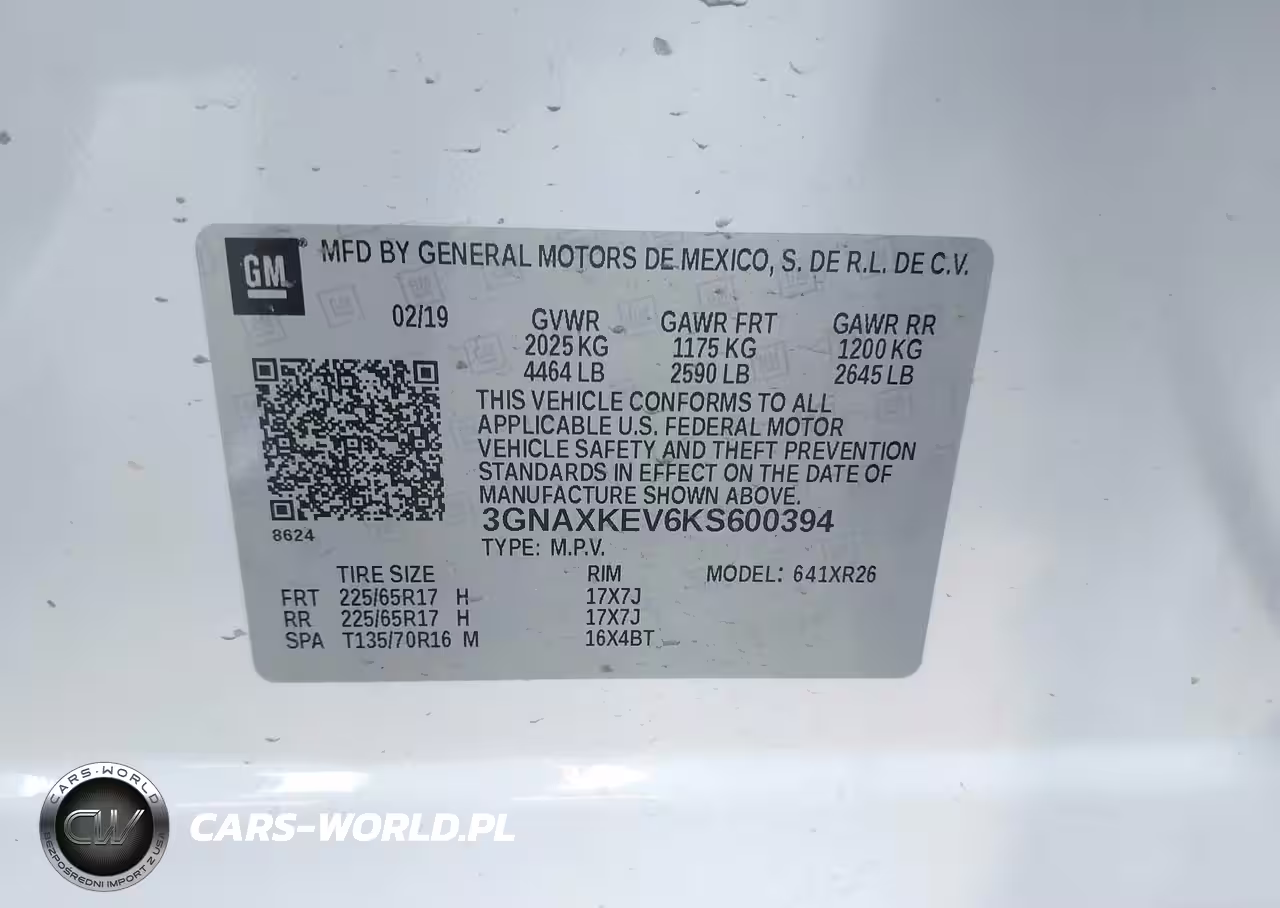 GM® MFD BY GENERAL MOTORS DE MEXICO, S. DE R.L. DE C.V.
02/19 GVWR GAWR FRT GAWR RR
2025 KG 1175 KG 1200 KG
4464 LB 2590 LB 2645 LB
THIS VEHICLE CONFORMS TO ALL
APPLICABLE U.S. FEDERAL MOTOR
VEHICLE SAFETY AND THEFT PREVENTION
STANDARDS IN EFFECT ON THE DATE OF
MANUFACTURE SHOWN ABOVE.
3GNAXKEV6KS600394
8624
TYPE: M.P.V.
TIRE SIZE RIM MODEL: 641XR26
FRT 225/65R17 H 17X7J
RR 225/65R17 H 17X7J
SPA T135/70R16 M 16X4BT
CARS-WORLD
CW
BEZPOŚREDNI IMPORT Z USA
CARS-WORLD.PL